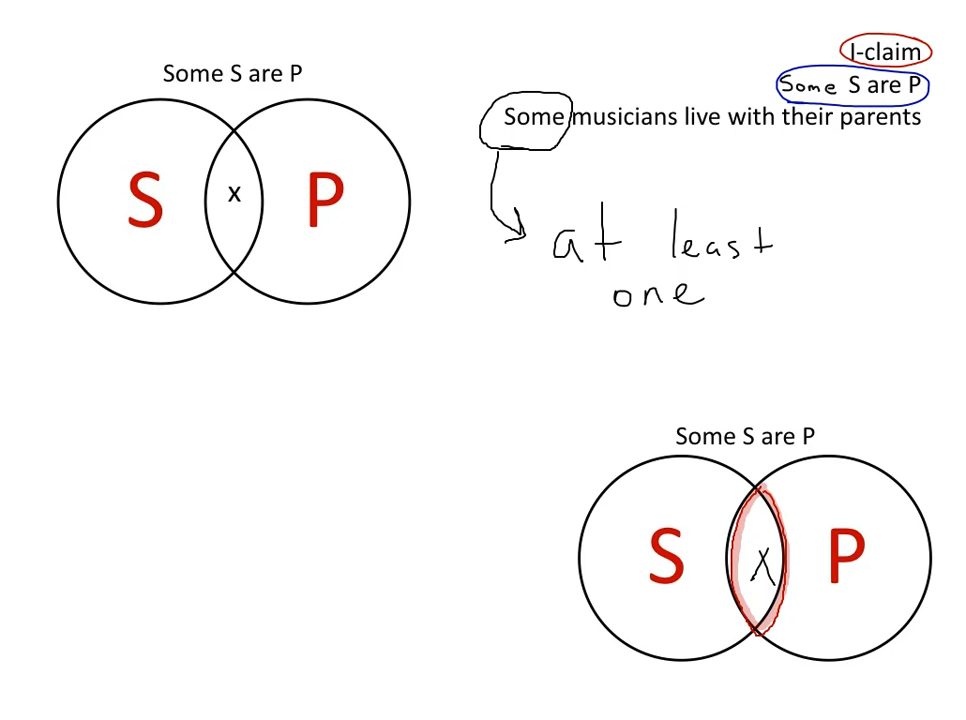 Some S are P
S x P
I-claim
Some S are P
Some musicians live with their parents
at least
one
Some S are P
S x P